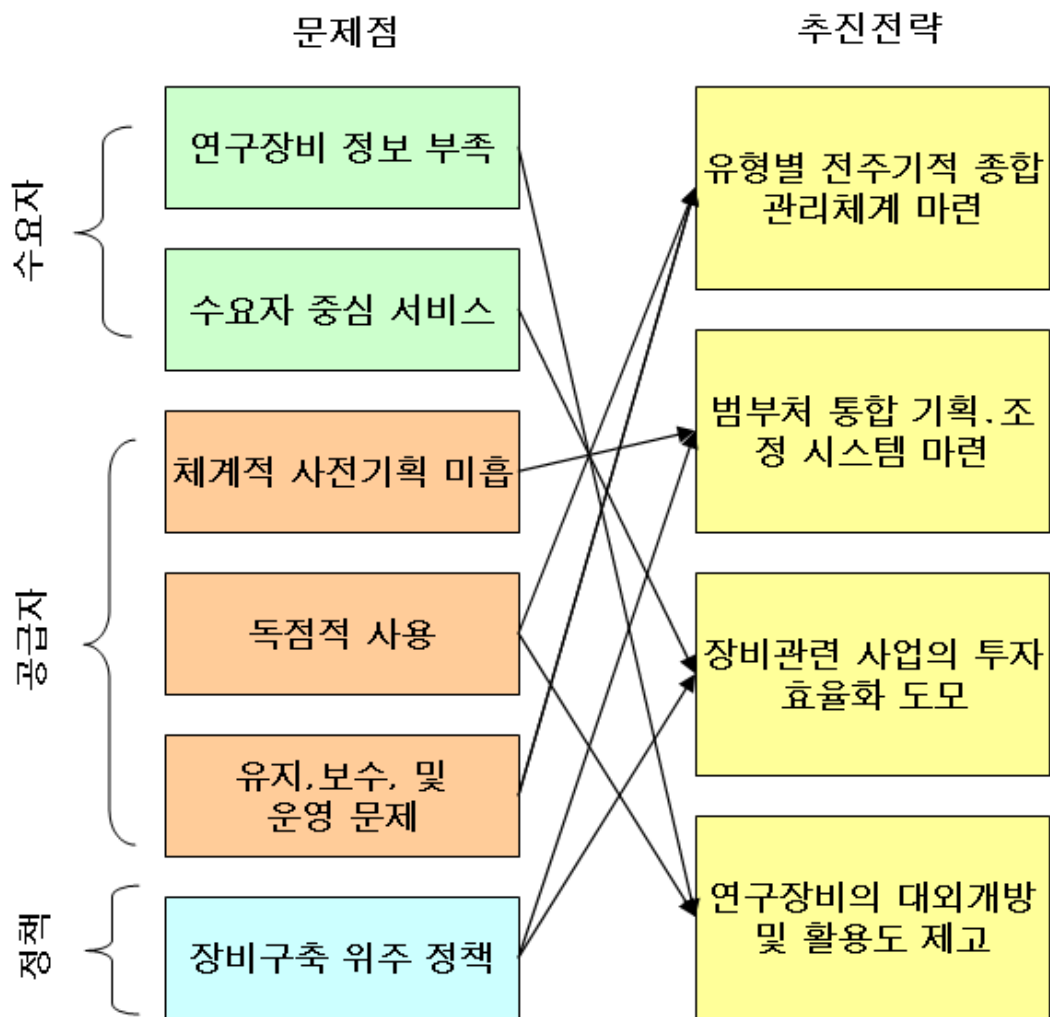 문제점
추진전략
수요자
연구장비 정보 부족
수요자 중심 서비스
공급자
체계적 사전기획 미흡
독점적 사용
유지,보수, 및
운영 문제
정책
장비구축 위주 정책
유형별 전주기적 종합
관리체계 마련
범부처 통합 기획.조
정 시스템 마련
장비관련 사업의 투자
효율화 도모
연구장비의 대외개방
및 활용도 제고